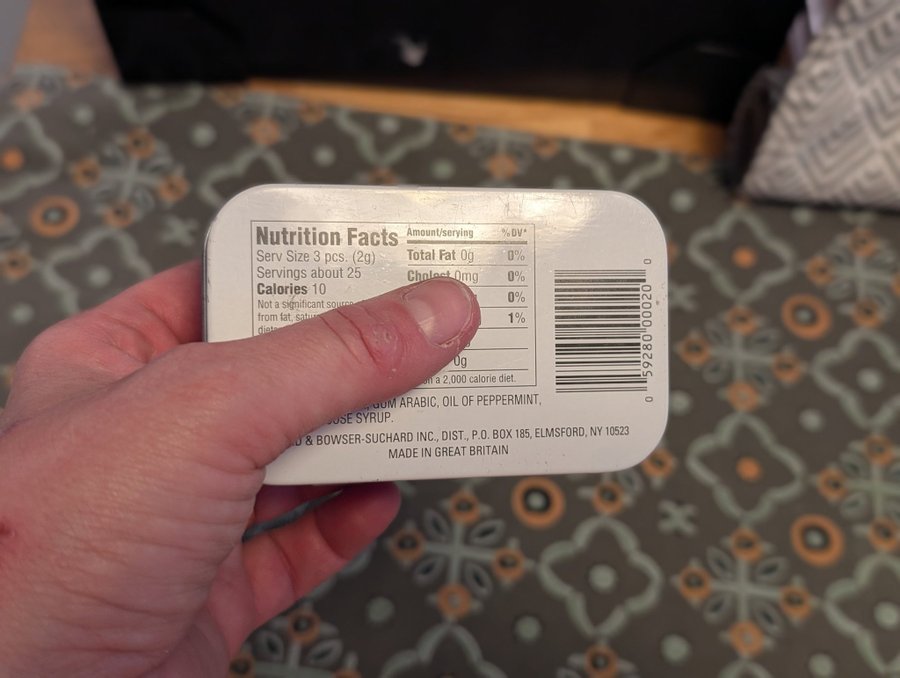 Nutrition Facts
Serv Size 3 pcs. (2g)
Servings about 25
Calories 10
Not a significant source
from fat,
Amount/serving %DV*
Total Fat 0g 0%
Cholest 0mg 0%
0%
1%
0g
on a 2,000 calorie diet.
GUM ARABIC, OIL OF PEPPERMINT,
SYRUP.
& BOWSER-SUCHARD INC., DIST., P.O. BOX 185, ELMSFORD, NY 10523
MADE IN GREAT BRITAIN
0 59280 00020 0